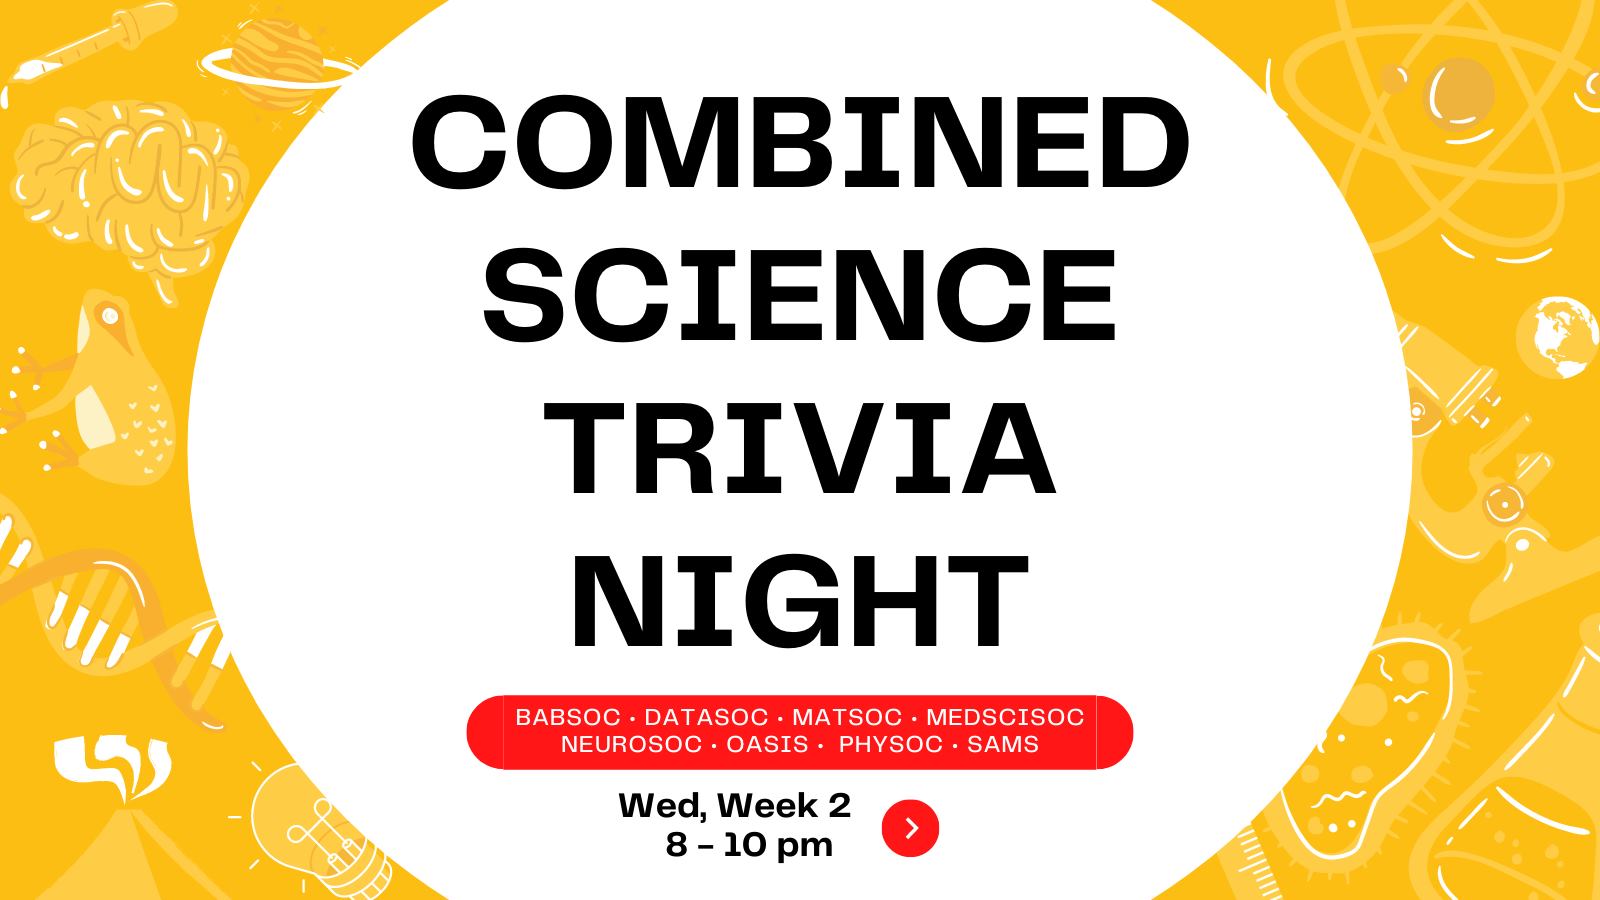 COMBINED
SCIENCE
TRIVIA
NIGHT
BABSOC • DATASOC • MATSOC • MEDSCISOC
NEUROSOC • OASIS • PHYSOC • SAMS
Wed, Week 2
8 – 10 pm